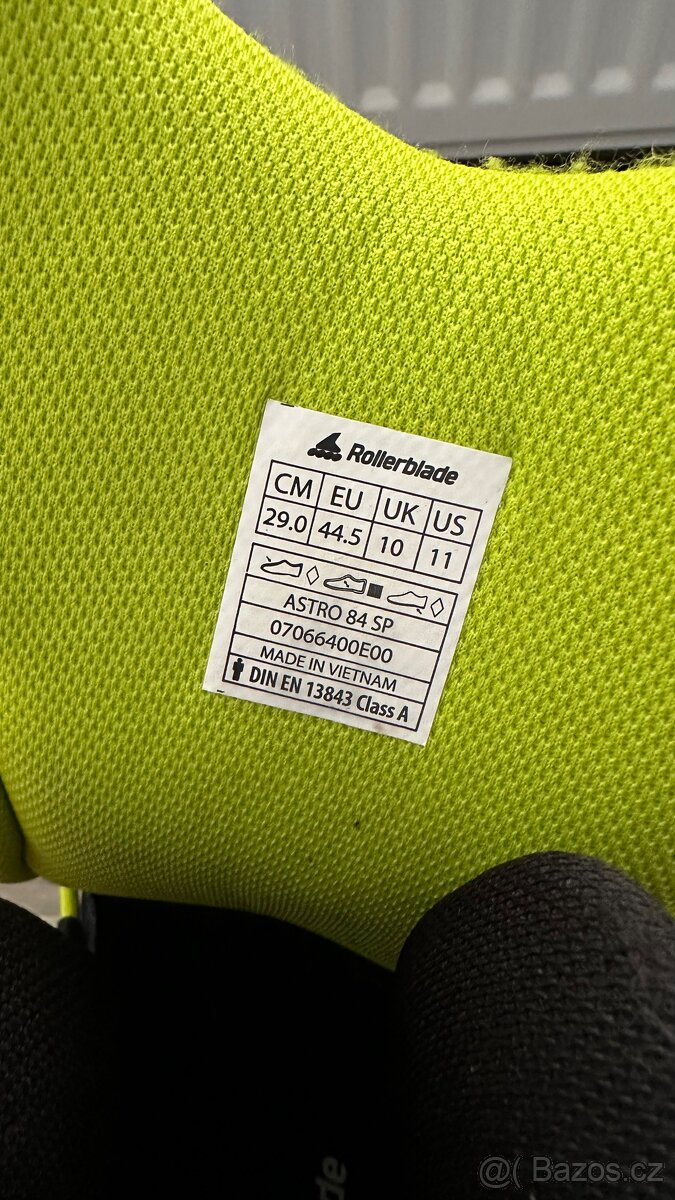 Rollerblade
CM EU UK US
29.0 44.5 10 11
ASTRO 84 SP
07066400E00
MADE IN VIETNAM
DIN EN 13843 Class A
de
@( Bazos.cz